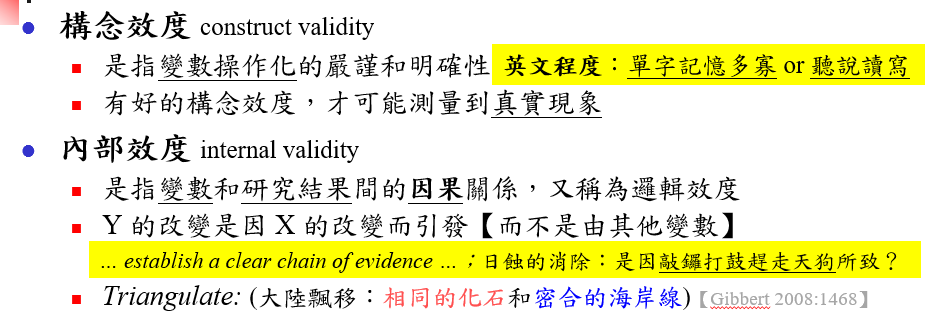 構念效度 construct validity
是指變數操作化的嚴謹和明確性 英文程度：單字記憶多寡 or 聽說讀寫
有好的構念效度，才可能測量到真實現象
內部效度 internal validity
是指變數和研究結果間的因果關係，又稱為邏輯效度
Y 的改變是因 X 的改變而引發【而不是由其他變數】
... establish a clear chain of evidence ...；日蝕的消除：是因敲鑼打鼓趕走天狗所致？
Triangulate: (大陸飄移：相同的化石和密合的海岸線)【Gibbert 2008:1468】